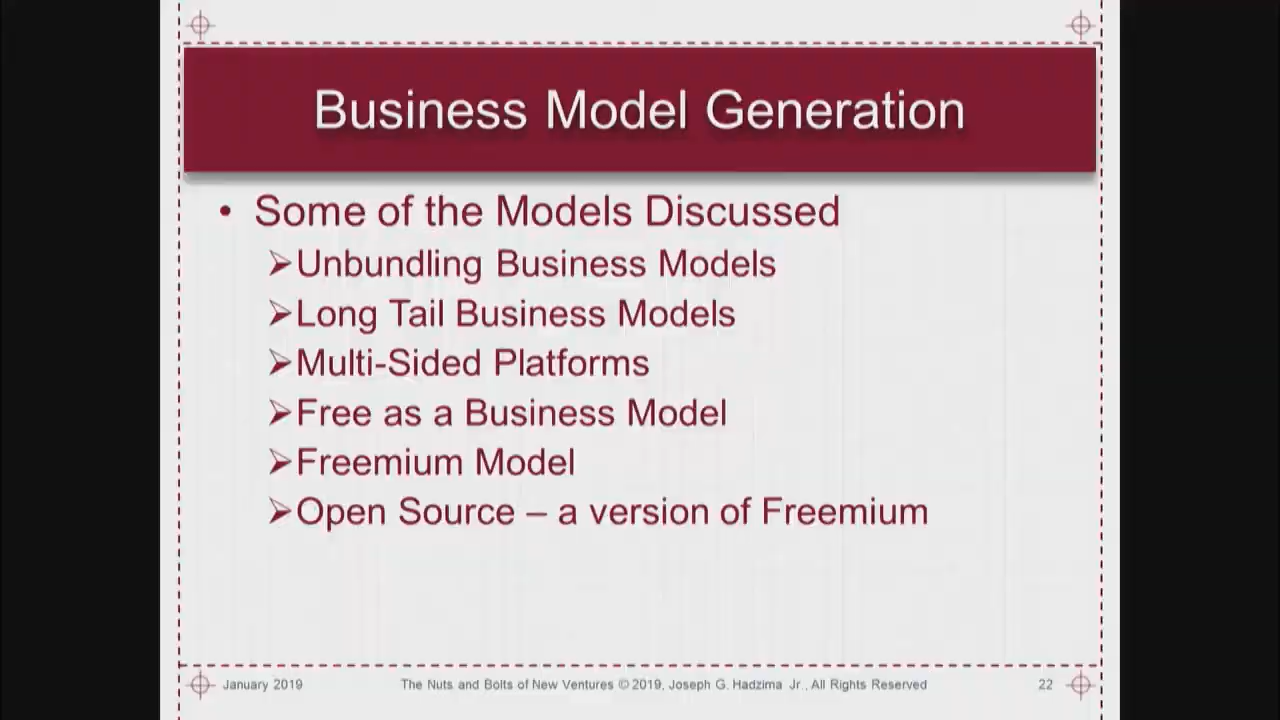 Business Model Generation
• Some of the Models Discussed
➢Unbundling Business Models
➢Long Tail Business Models
➢Multi-Sided Platforms
➢Free as a Business Model
➢Freemium Model
➢Open Source – a version of Freemium
January 2019 The Nuts and Bolts of New Ventures © 2019, Joseph G. Hadzima Jr., All Rights Reserved 22